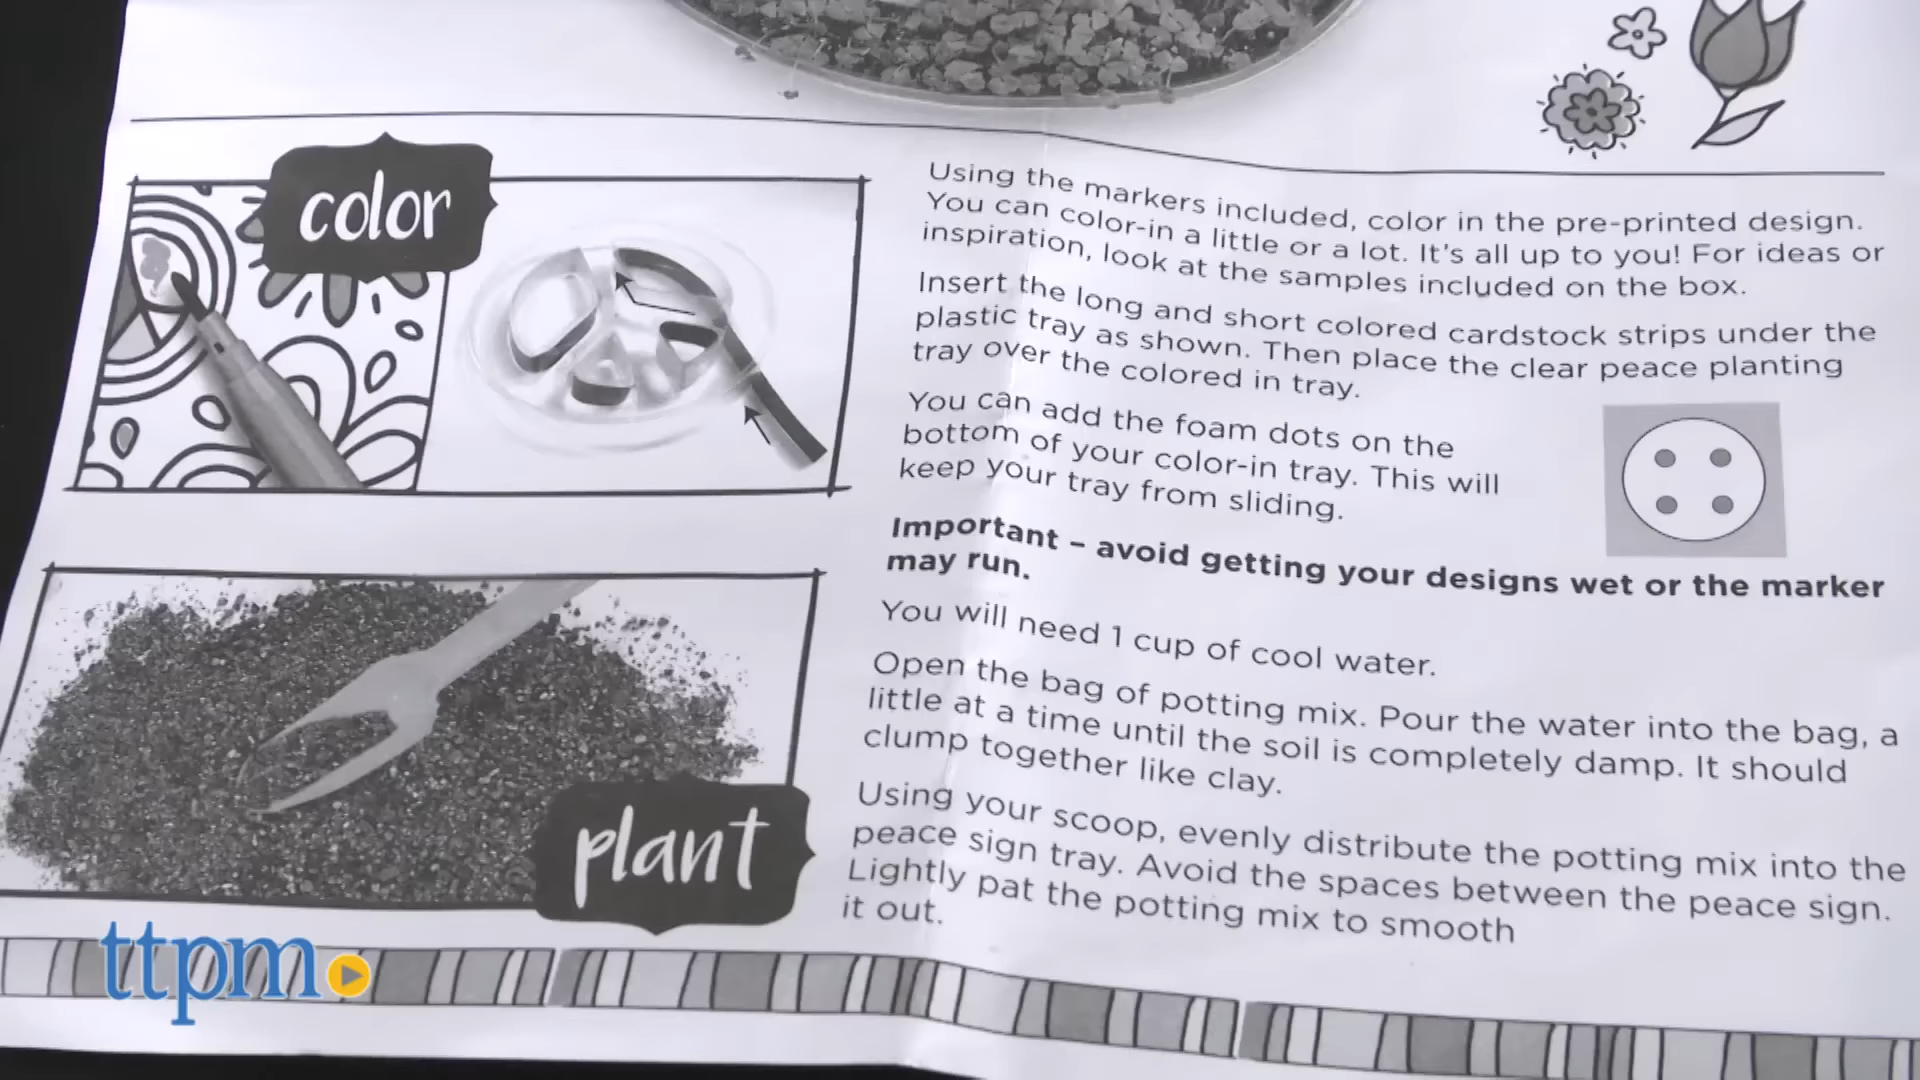 color
Using the markers included, color in the pre-printed design.
You can color-in a little or a lot. It's all up to you! For ideas or
inspiration, look at the samples included on the box.
Insert the long and short colored cardstock strips under the
plastic tray as shown. Then place the clear peace planting
tray over the colored in tray.
You can add the foam dots on the
bottom of your color-in tray. This will
keep your tray from sliding.
Important – avoid getting your designs wet or the marker
may run.
You will need 1 cup of cool water.
Open the bag of potting mix. Pour the water into the bag, a
little at a time until the soil is completely damp. It should
clump together like clay.
Using your scoop, evenly distribute the potting mix into the
peace sign tray. Avoid the spaces between the peace sign.
Lightly pat the potting mix to smooth
it out.
plant
ttpm